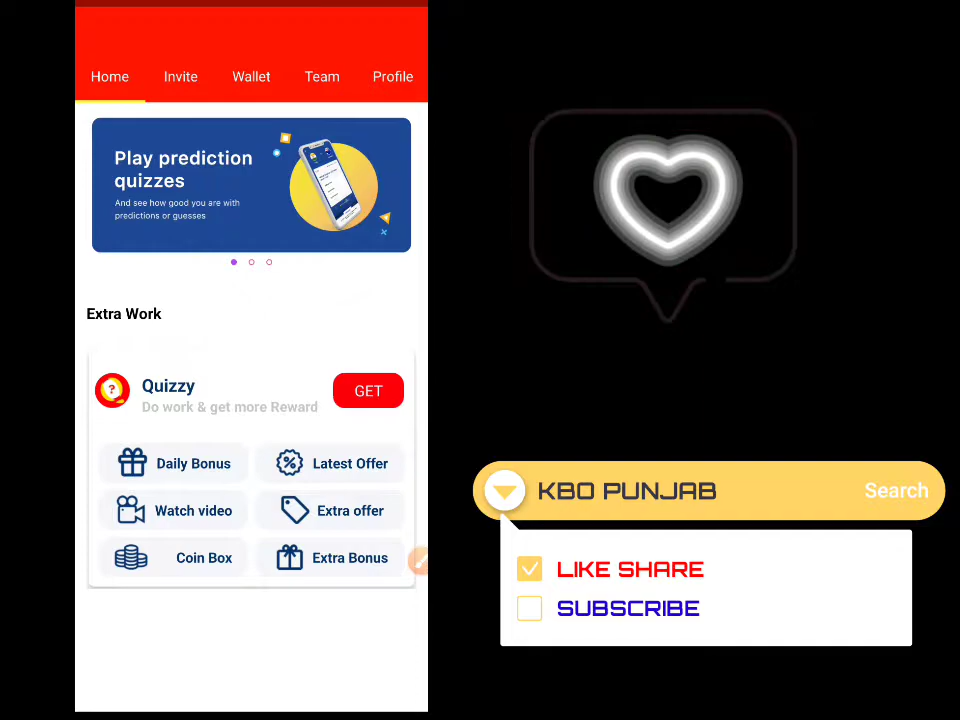 Home Invite Wallet Team Profile
Play prediction
quizzes
And see how good you are with
predictions or guesses
Extra Work
?
Quizzy
GET
Do work & get more Reward
Daily Bonus
Latest Offer
Watch video
Extra offer
Coin Box
Extra Bonus
KBO PUNJAB
Search
LIKE SHARE
SUBSCRIBE